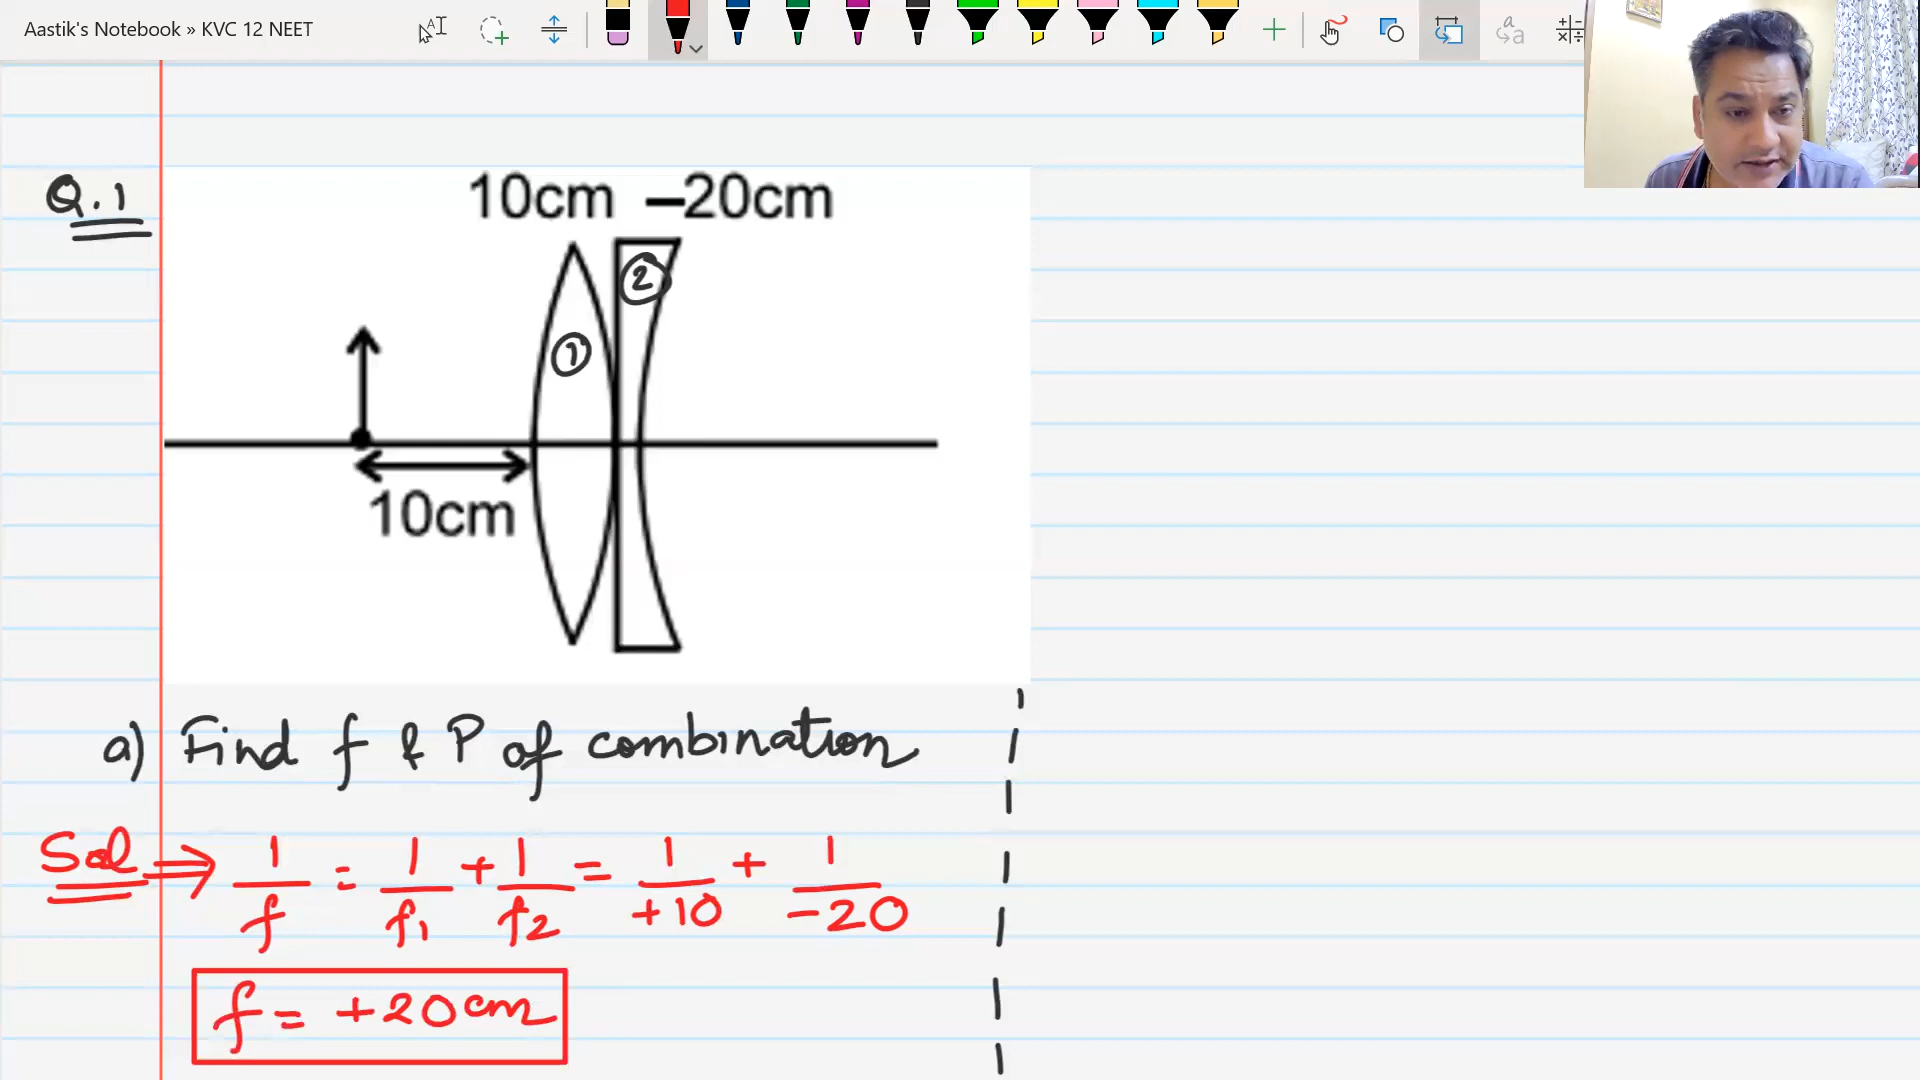 Aastik's Notebook » KVC 12 NEET
Q.1
10cm –20cm
②
①
10cm
a) Find f & P of combination
Sol ⇒ 1/f = 1/f₁ + 1/f₂ = 1/+10 + 1/-20
f = +20cm